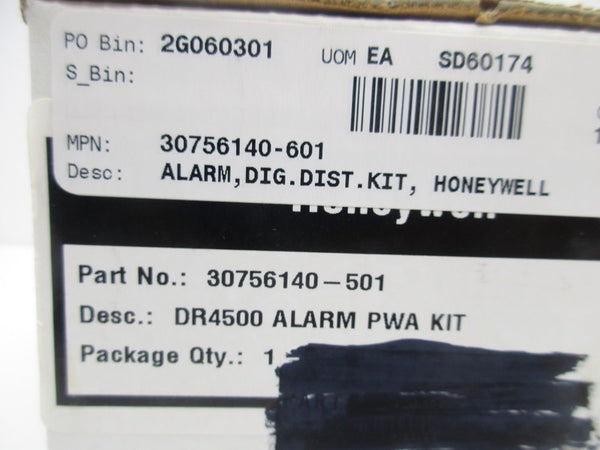 PO Bin: 2G060301 UOM EA SD60174
S_Bin:
MPN: 30756140-601
Desc: ALARM,DIG.DIST.KIT, HONEYWELL
Honeywell
Part No.: 30756140-501
Desc.: DR4500 ALARM PWA KIT
Package Qty.: 1